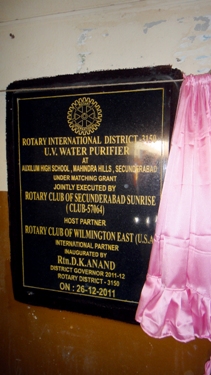 ROTARY INTERNATIONAL DISTRICT-3150
U.V. WATER PURIFIER
AT
AUXILIUM HIGH SCHOOL, MAHINDRA HILLS, SECUNDERABAD
UNDER MATCHING GRANT
JOINTLY EXECUTED BY
ROTARY CLUB OF SECUNDERABAD SUNRISE
(CLUB-57064)
HOST PARTNER
ROTARY CLUB OF WILMINGTON EAST (U.S.A
INTERNATIONAL PARTNER
INAUGURATED BY
Rtn.D.K.ANAND
DISTRICT GOVERNOR 2011-12
ROTARY DISTRICT - 3150
ON : 26-12-2011